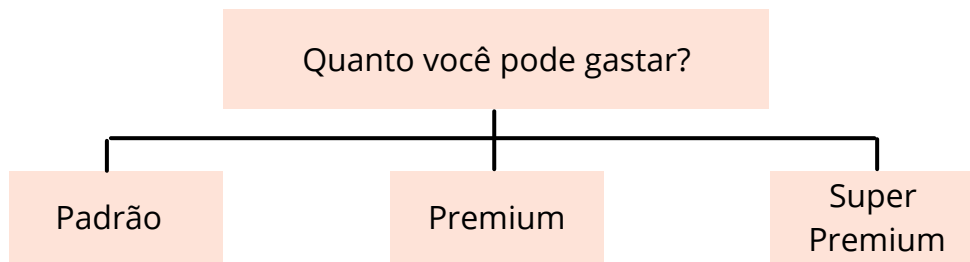 Quanto você pode gastar?
Padrão
Premium
Super
Premium